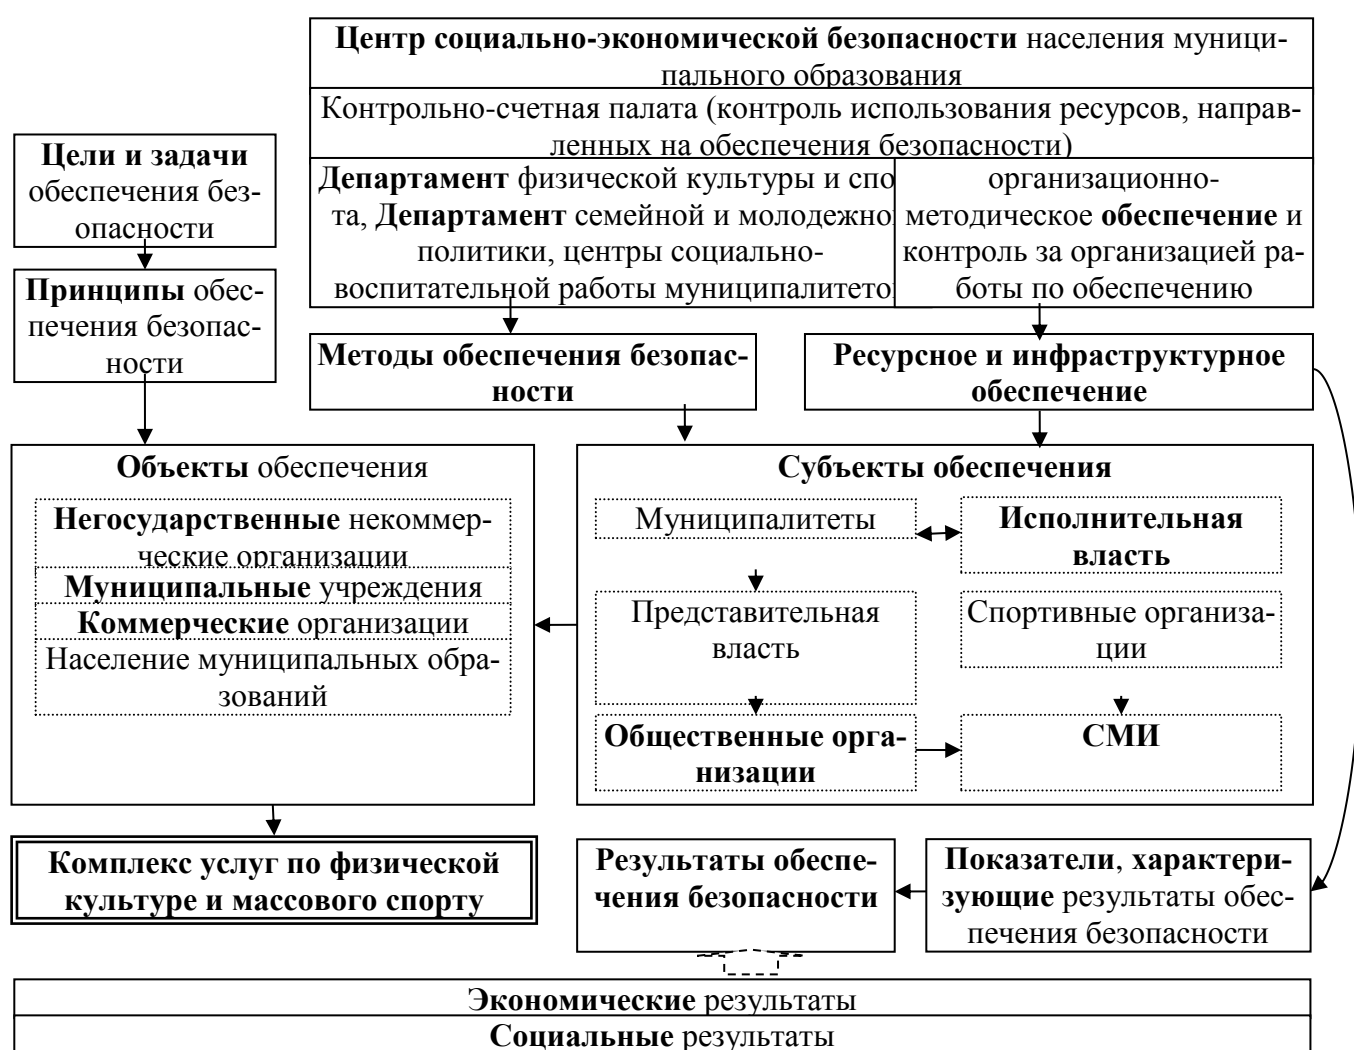 Центр социально-экономической безопасности населения муници-
пального образования
Контрольно-счетная палата (контроль использования ресурсов, направ-
ленных на обеспечения безопасности)
Цели и задачи
обеспечения без-
опасности
Департамент физической культуры и спо
та, Департамент семейной и молодежно
политики, центры социально-
воспитательной работы муниципалитето
организационно-
методическое обеспечение и
контроль за организацией ра-
боты по обеспечению
Принципы обес-
печения безопас-
ности
Методы обеспечения безопас-
ности
Ресурсное и инфраструктурное
обеспечение
Объекты обеспечения
Негосударственные некоммер-
ческие организации
Муниципальные учреждения
Коммерческие организации
Население муниципальных обра-
зований
Субъекты обеспечения
Муниципалитеты
Исполнительная
власть
Представительная
власть
Спортивные организа-
ции
Общественные орга-
низации
СМИ
Комплекс услуг по физической
культуре и массового спорту
Результаты обеспе-
чения безопасности
Показатели, характери-
зующие результаты обес-
печения безопасности
Экономические результаты
Социальные результаты